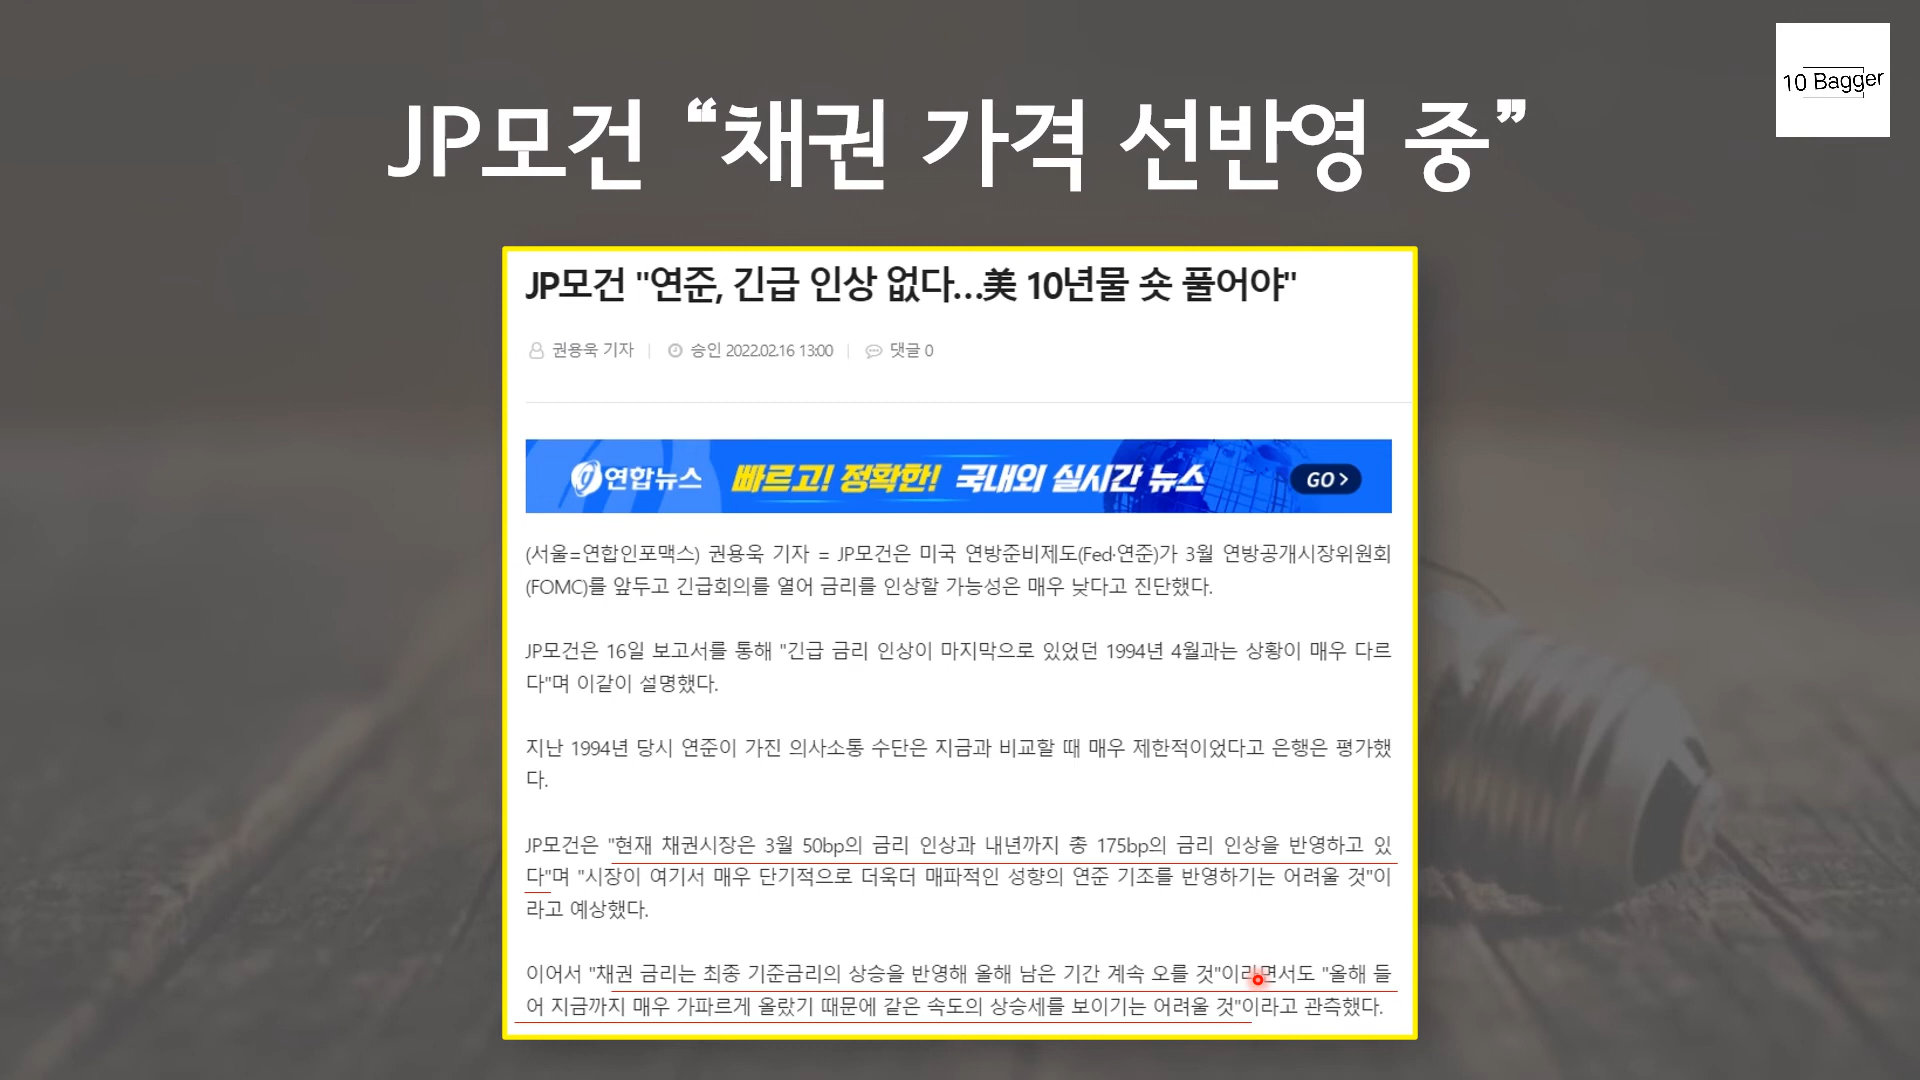 10 Bagger
JP모건 “채권 가격 선반영 중”
JP모건 "연준, 긴급 인상 없다…美 10년물 숏 풀어야"
권용욱 기자 | 승인 2022.02.16 13:00 | 댓글 0
연합뉴스 빠르고! 정확한! 국내외 실시간 뉴스 GO >
(서울=연합인포맥스) 권용욱 기자 = JP모건은 미국 연방준비제도(Fed·연준)가 3월 연방공개시장위원회
(FOMC)를 앞두고 긴급회의를 열어 금리를 인상할 가능성은 매우 낮다고 진단했다.
JP모건은 16일 보고서를 통해 "긴급 금리 인상이 마지막으로 있었던 1994년 4월과는 상황이 매우 다르
다"며 이같이 설명했다.
지난 1994년 당시 연준이 가진 의사소통 수단은 지금과 비교할 때 매우 제한적이었다고 은행은 평가했
다.
JP모건은 "현재 채권시장은 3월 50bp의 금리 인상과 내년까지 총 175bp의 금리 인상을 반영하고 있
다"며 "시장이 여기서 매우 단기적으로 더욱더 매파적인 성향의 연준 기조를 반영하기는 어려울 것"이
라고 예상했다.
이어서 "채권 금리는 최종 기준금리의 상승을 반영해 올해 남은 기간 계속 오를 것"이라면서도 "올해 들
어 지금까지 매우 가파르게 올랐기 때문에 같은 속도의 상승세를 보이기는 어려울 것"이라고 관측했다.